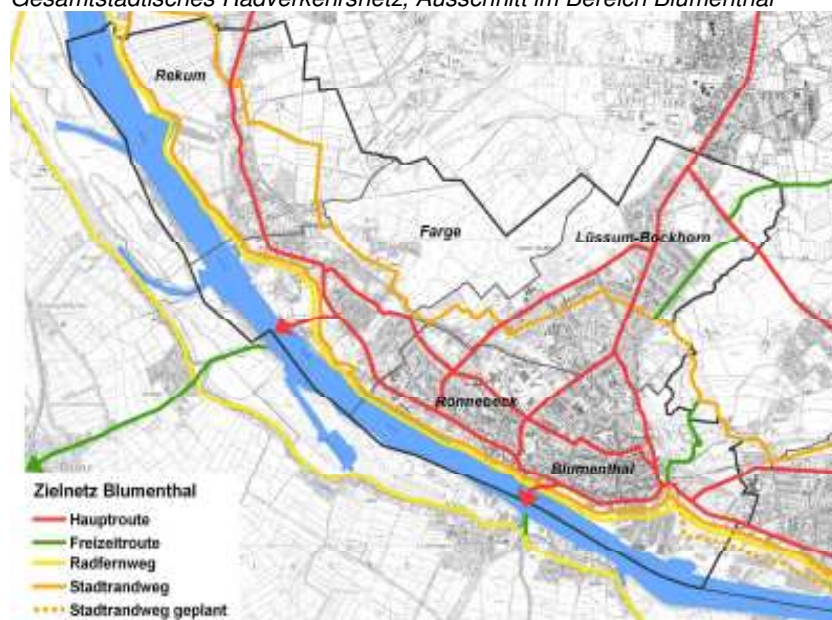 Gesamtstädtisches Radverkehrsnetz, Ausschnitt im Bereich Blumenthal
Rekum
Farge
Lüssum-Bockhorn
Rönnebeck
Blumenthal
Zielnetz Blumenthal
Hauptroute
Freizeitroute
Radfernweg
Stadtrandweg
Stadtrandweg geplant